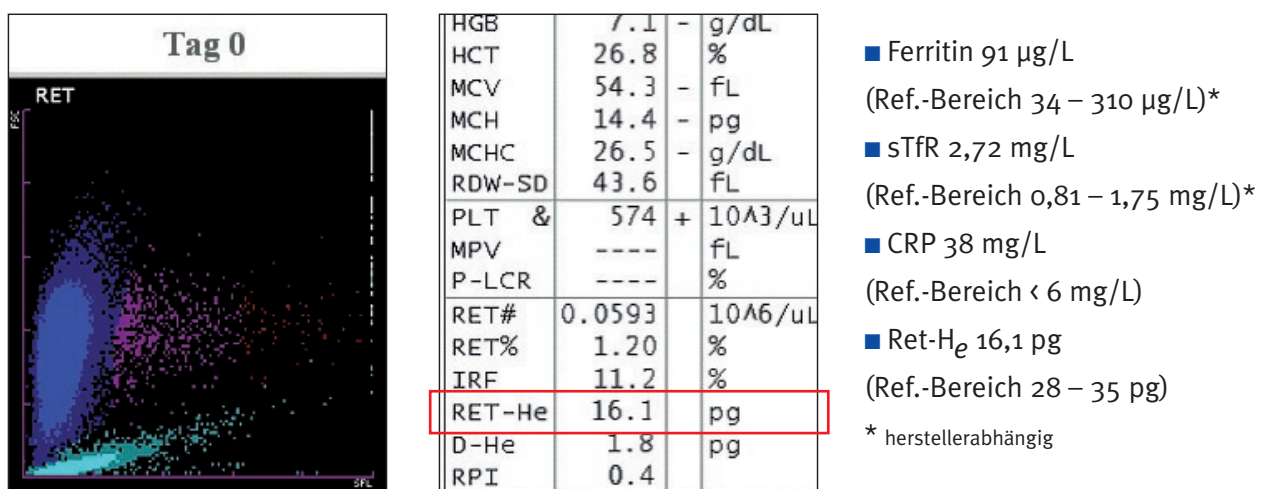 Tag 0
RET
FSC
SFL
HGB 7.1 - g/dL
HCT 26.8 %
MCV 54.3 - fL
MCH 14.4 - pg
MCHC 26.5 - g/dL
RDW-SD 43.6 fL
PLT & 574 + 10^3/uL
MPV ---- fL
P-LCR ---- %
RET# 0.0593 10^6/uL
RET% 1.20 %
IRF 11.2 %
RET-He 16.1 pg
D-He 1.8 pg
RPI 0.4
■ Ferritin 91 µg/L
(Ref.-Bereich 34 – 310 µg/L)*
■ sTfR 2,72 mg/L
(Ref.-Bereich 0,81 – 1,75 mg/L)*
■ CRP 38 mg/L
(Ref.-Bereich < 6 mg/L)
■ Ret-He 16,1 pg
(Ref.-Bereich 28 – 35 pg)
* herstellerabhängig